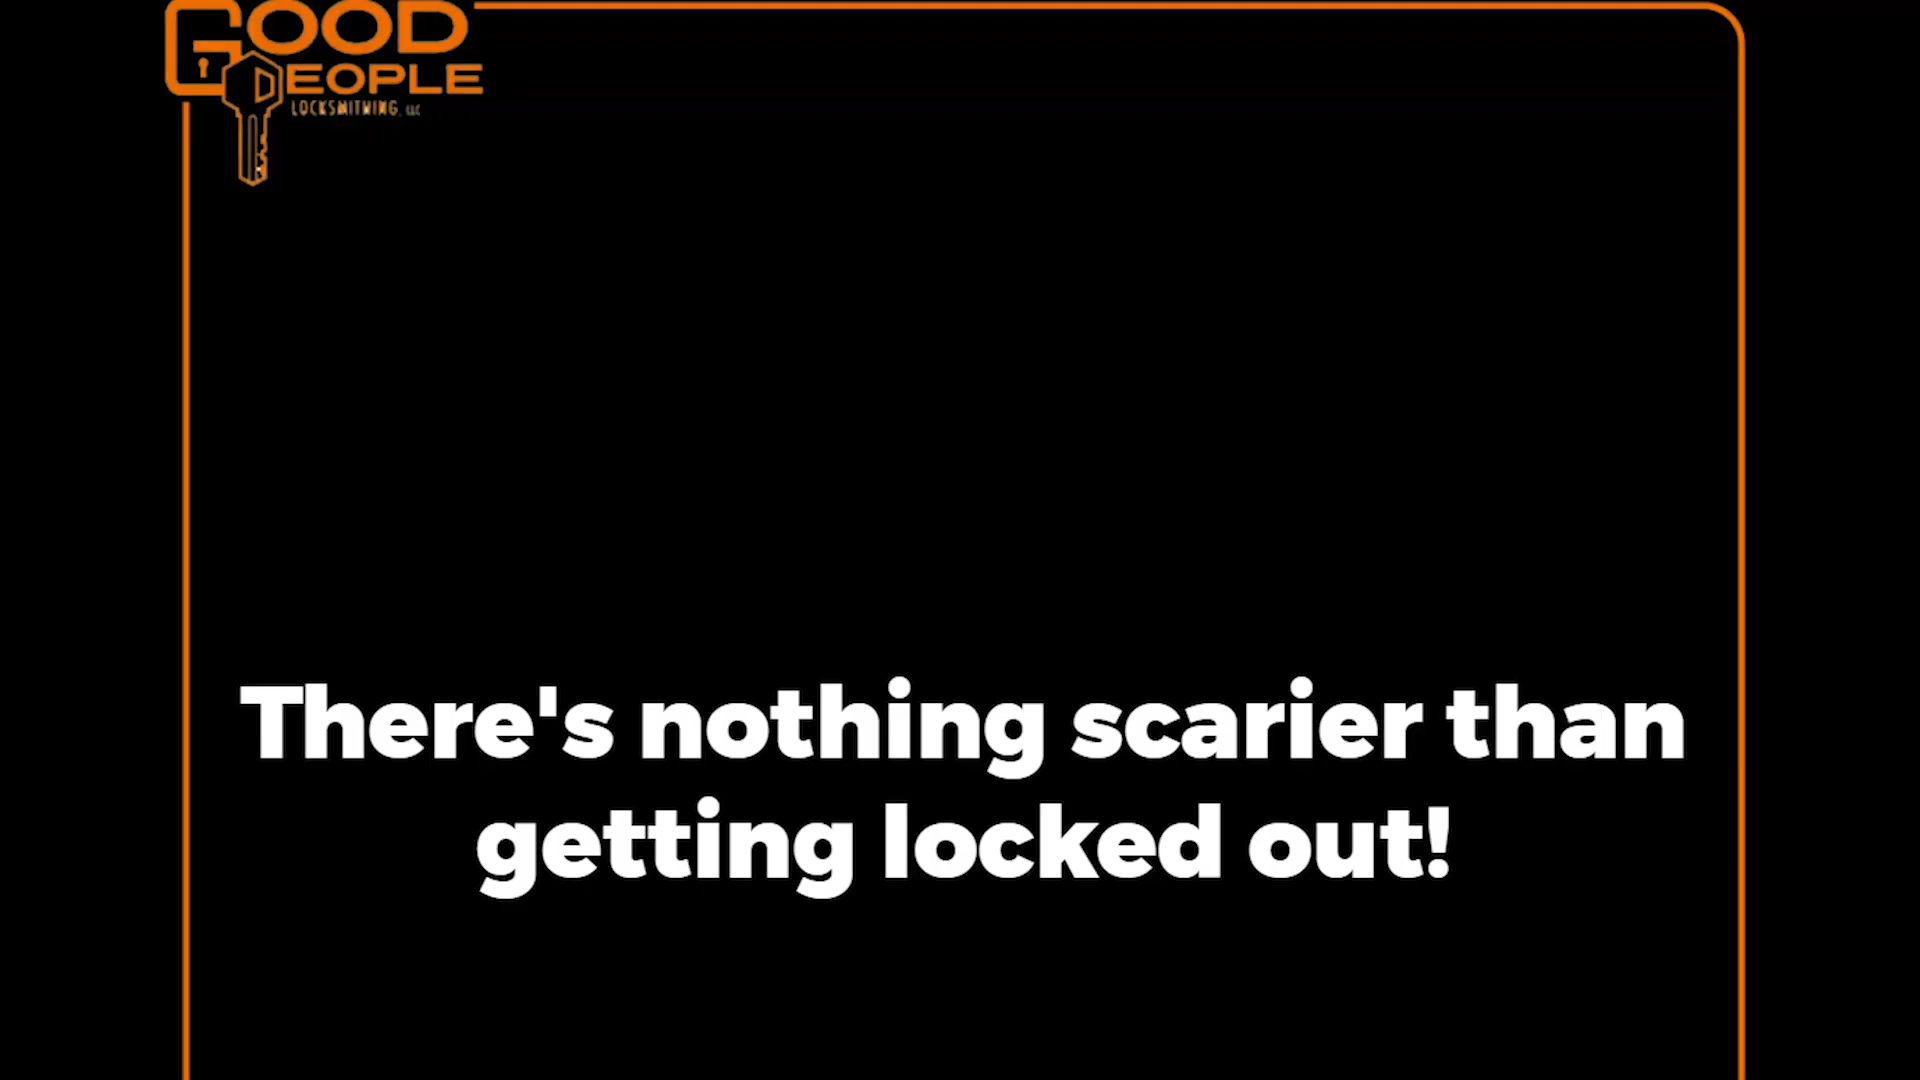 GOOD
PEOPLE
LOCKSMITHING, LLC
There's nothing scarier than
getting locked out!